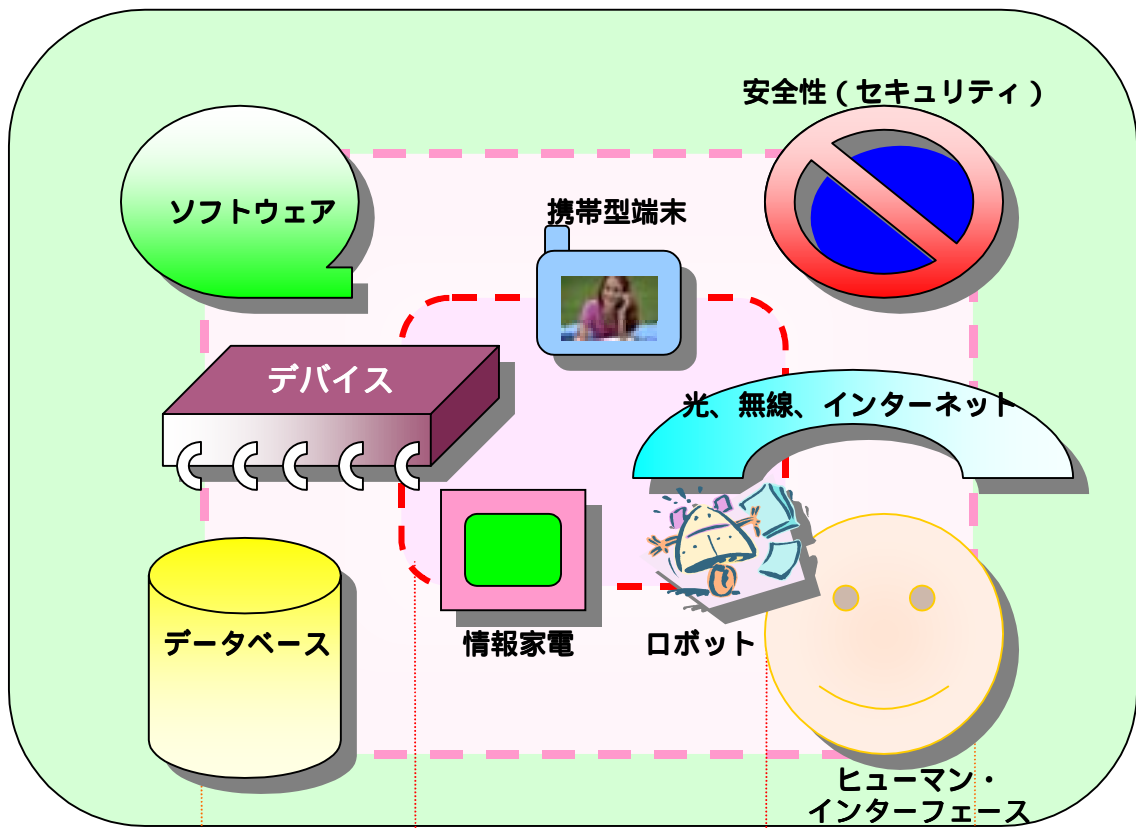 安全性（セキュリティ）
ソフトウェア
携帯型端末
デバイス
光、無線、インターネット
データベース
情報家電
ロボット
ヒューマン・
インターフェース